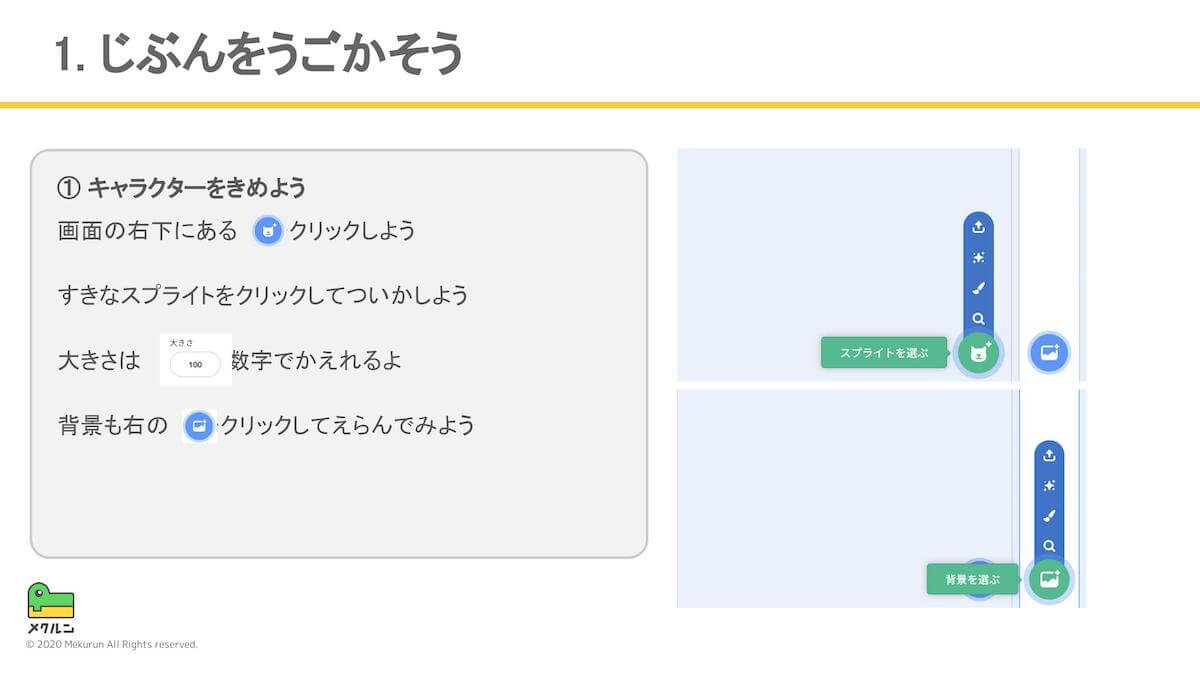 1. じぶんをうごかそう
① キャラクターをきめよう
画面の右下にある クリックしよう
すきなスプライトをクリックしてついかしよう
大きさは 大きさ 100 数字でかえれるよ
背景も右の クリックしてえらんでみよう
スプライトを選ぶ
背景を選ぶ
メクルン
© 2020 Mekurun All Rights reserved.